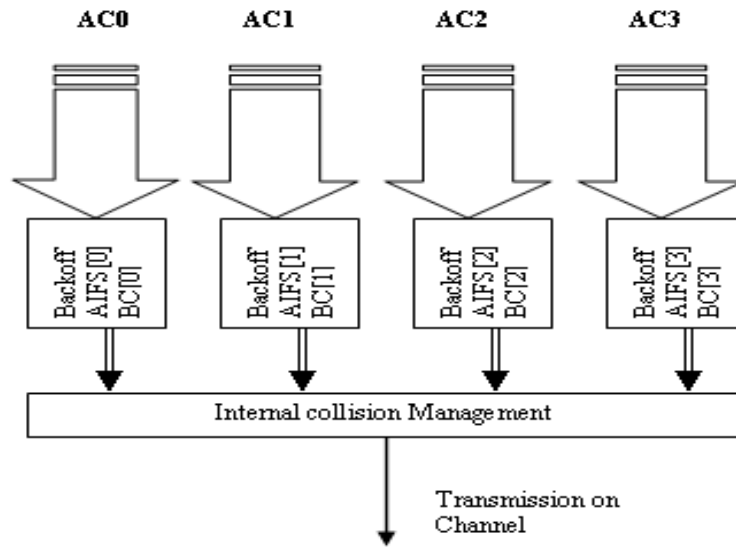 AC0 AC1 AC2 AC3
Backoff
AIFS[0]
BC[0]
Backoff
AIFS[1]
BC[1]
Backoff
AIFS[2]
BC[2]
Backoff
AIFS[3]
BC[3]
Internal collision Management
Transmission on
Channel